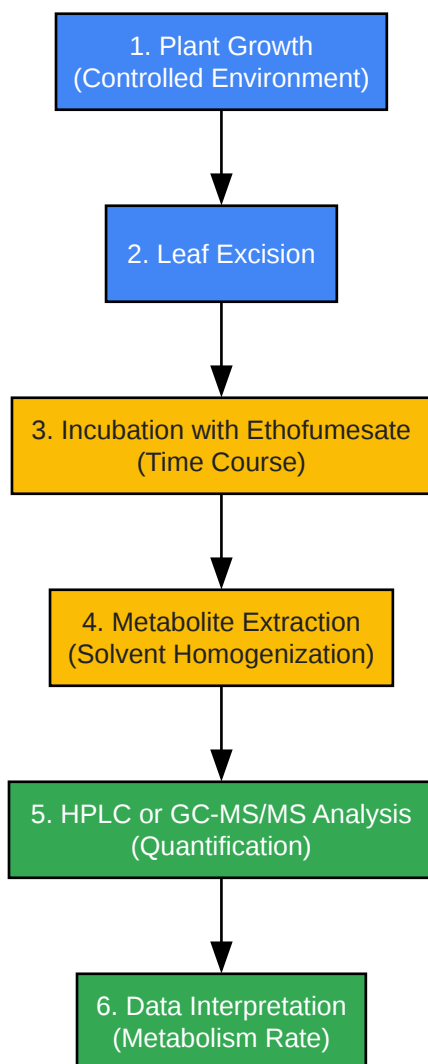 1. Plant Growth
(Controlled Environment)
2. Leaf Excision
3. Incubation with Ethofumesate
(Time Course)
4. Metabolite Extraction
(Solvent Homogenization)
5. HPLC or GC-MS/MS Analysis
(Quantification)
6. Data Interpretation
(Metabolism Rate)